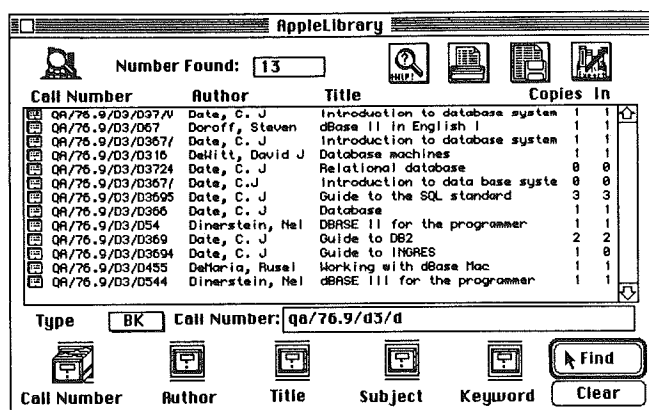 AppleLibrary
Number Found: 13
HELP!
Call Number Author Title Copies In
QA/76.9/D3/D37/V Date, C. J Introduction to database system 1 1
QA/76.9/D3/D67 Doroff, Steven dBase II in English I 1 1
QA/76.9/D3/D367/ Date, C. J Introduction to database system 1 1
QA/76.9/D3/D316 DeWitt, David J Database machines 1 1
QA/76.9/D3/D3724 Date, C. J Relational database 0 0
QA/76.9/D3/D367/ Date, C.J Introduction to data base syste 0 0
QA/76.9/D3/D3695 Date, C. J Guide to the SQL standard 3 3
QA/76.9/D3/D366 Date, C. J Database 1 1
QA/76.9/D3/D54 Dinerstein, Nel DBASE II for the programmer 1 1
QA/76.9/D3/D369 Date, C. J Guide to DB2 2 2
QA/76.9/D3/D3694 Date, C. J Guide to INGRES 1 0
QA/76.9/D3/D455 DeMaria, Rusel Working with dBase Mac 1 1
QA/76.9/D3/D544 Dinerstein, Nel dBASE III for the programmer 1 1
Type BK Call Number: qa/76.9/d3/d
Find
Call Number Author Title Subject Keyword Clear